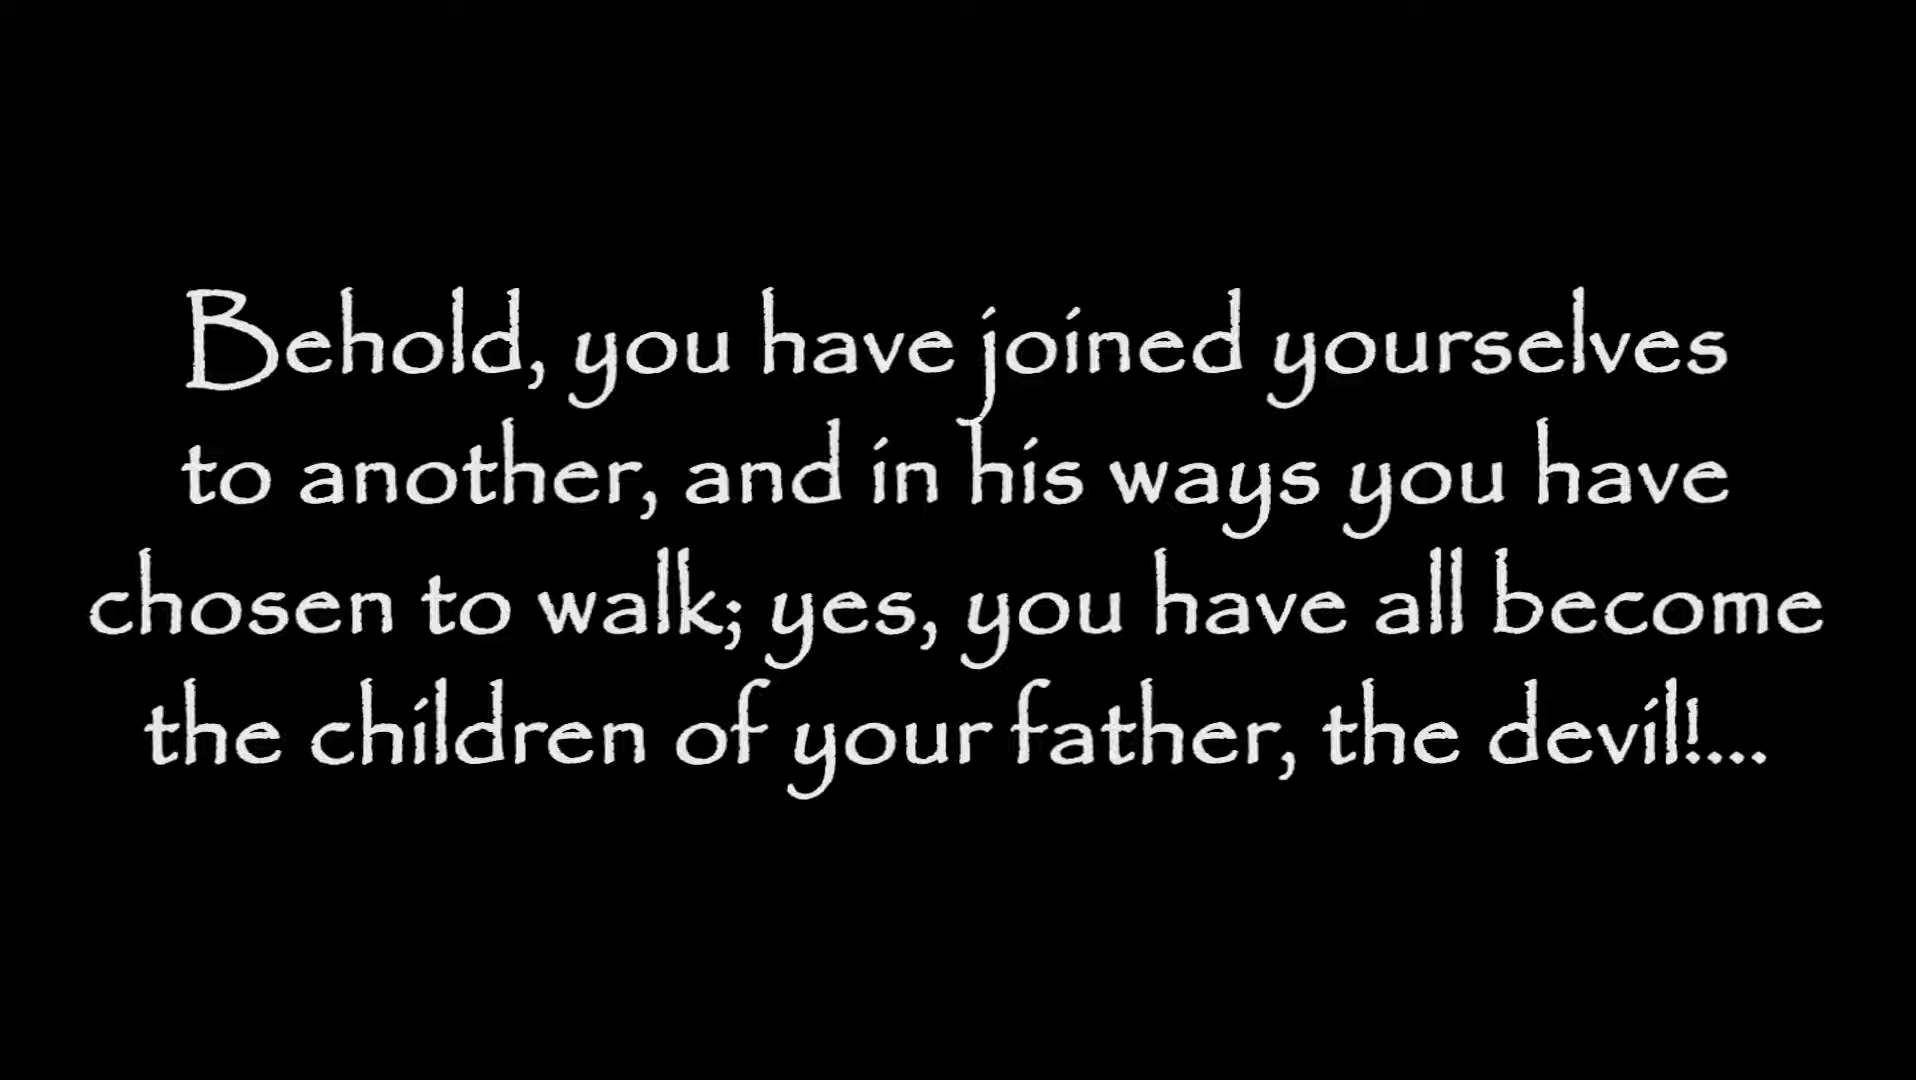 Behold, you have joined yourselves
to another, and in his ways you have
chosen to walk; yes, you have all become
the children of your father, the devil!...